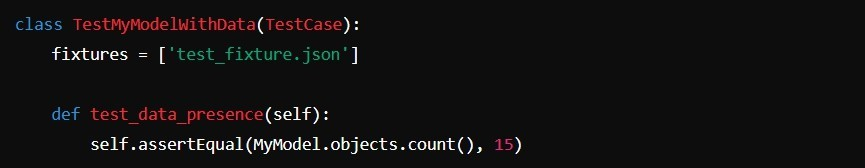 class TestMyModelWithData(TestCase):
    fixtures = ['test_fixture.json']

    def test_data_presence(self):
        self.assertEqual(MyModel.objects.count(), 15)